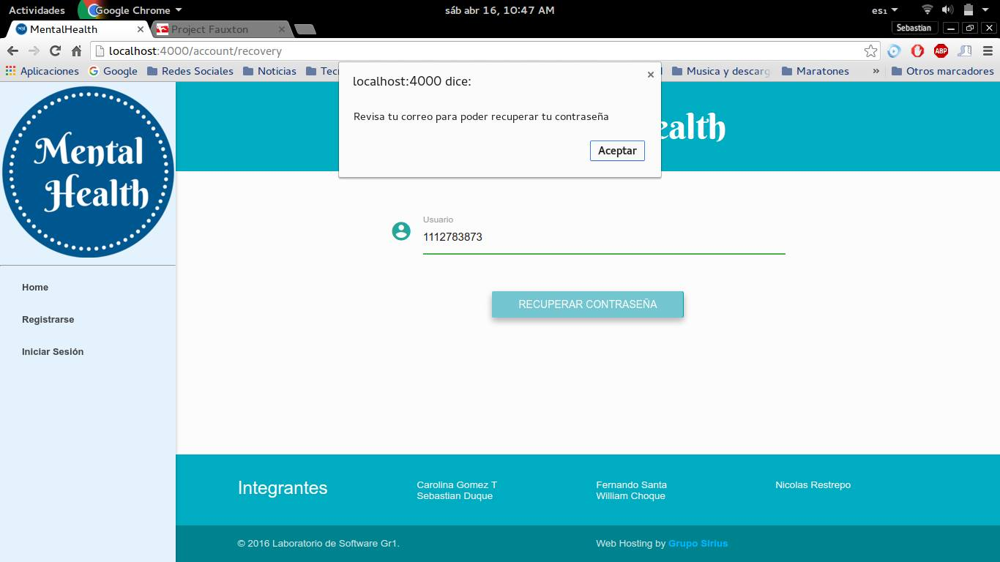 Actividades
Google Chrome
sáb abr 16, 10:47 AM
es₁
MentalHealth
Project Fauxton
Sebastian
localhost:4000/account/recovery
ABP
Aplicaciones
Google
Redes Sociales
Noticias
Musica y descarg
Maratones
»
Otros marcadores
localhost:4000 dice:
Revisa tu correo para poder recuperar tu contraseña
Aceptar
Mental
Health
ealth
Home
Registrarse
Iniciar Sesión
Usuario
1112783873
RECUPERAR CONTRASEÑA
Integrantes
Carolina Gomez T
Sebastian Duque
Fernando Santa
William Choque
Nicolas Restrepo
© 2016 Laboratorio de Software Gr1.
Web Hosting by Grupo Sirius